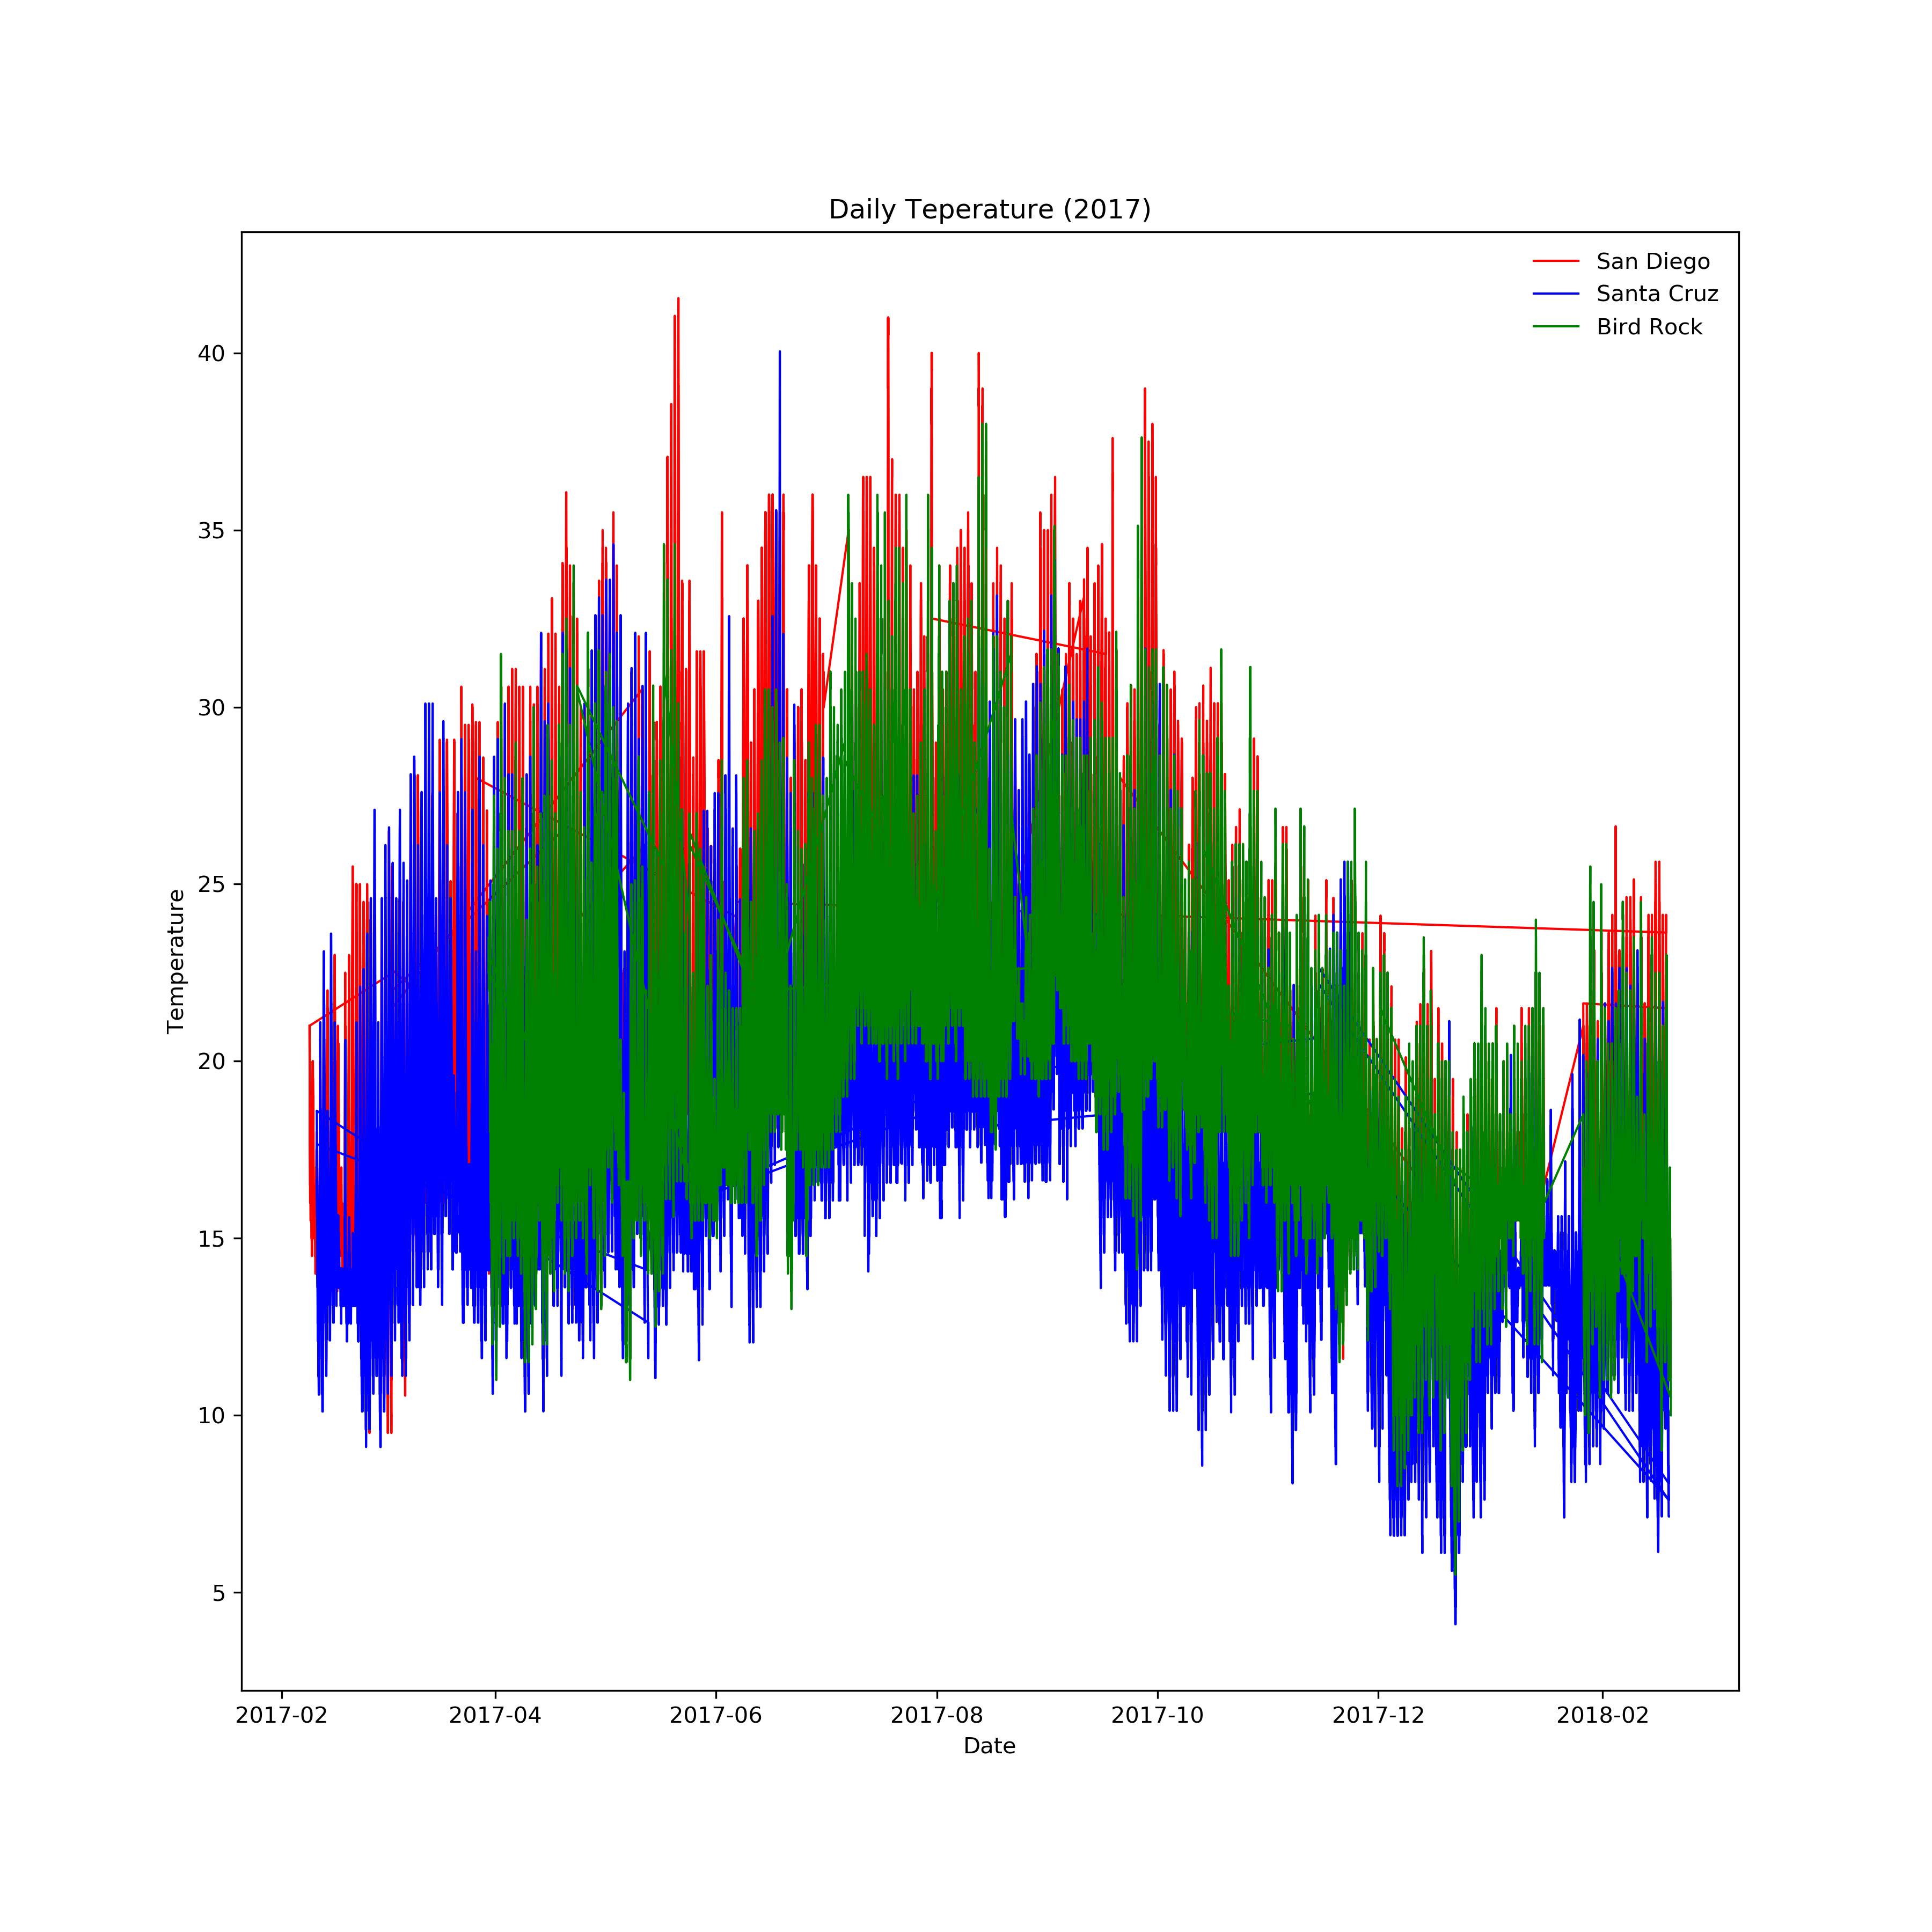 Daily Teperature (2017)
San Diego
Santa Cruz
Bird Rock
Temperature
40
35
30
25
20
15
10
5
2017-02 2017-04 2017-06 2017-08 2017-10 2017-12 2018-02
Date